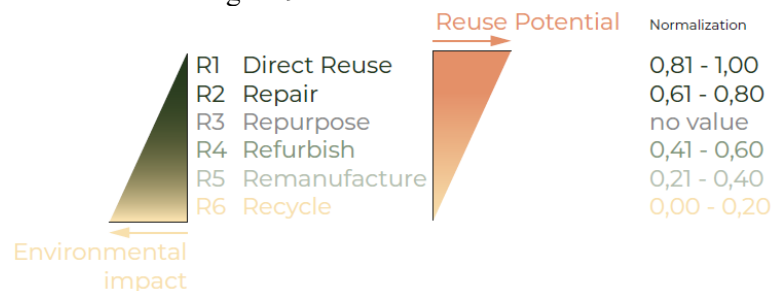 Reuse Potential Normalization
R1 Direct Reuse 0,81 - 1,00
R2 Repair 0,61 - 0,80
R3 Repurpose no value
R4 Refurbish 0,41 - 0,60
R5 Remanufacture 0,21 - 0,40
R6 Recycle 0,00 - 0,20
Environmental
impact